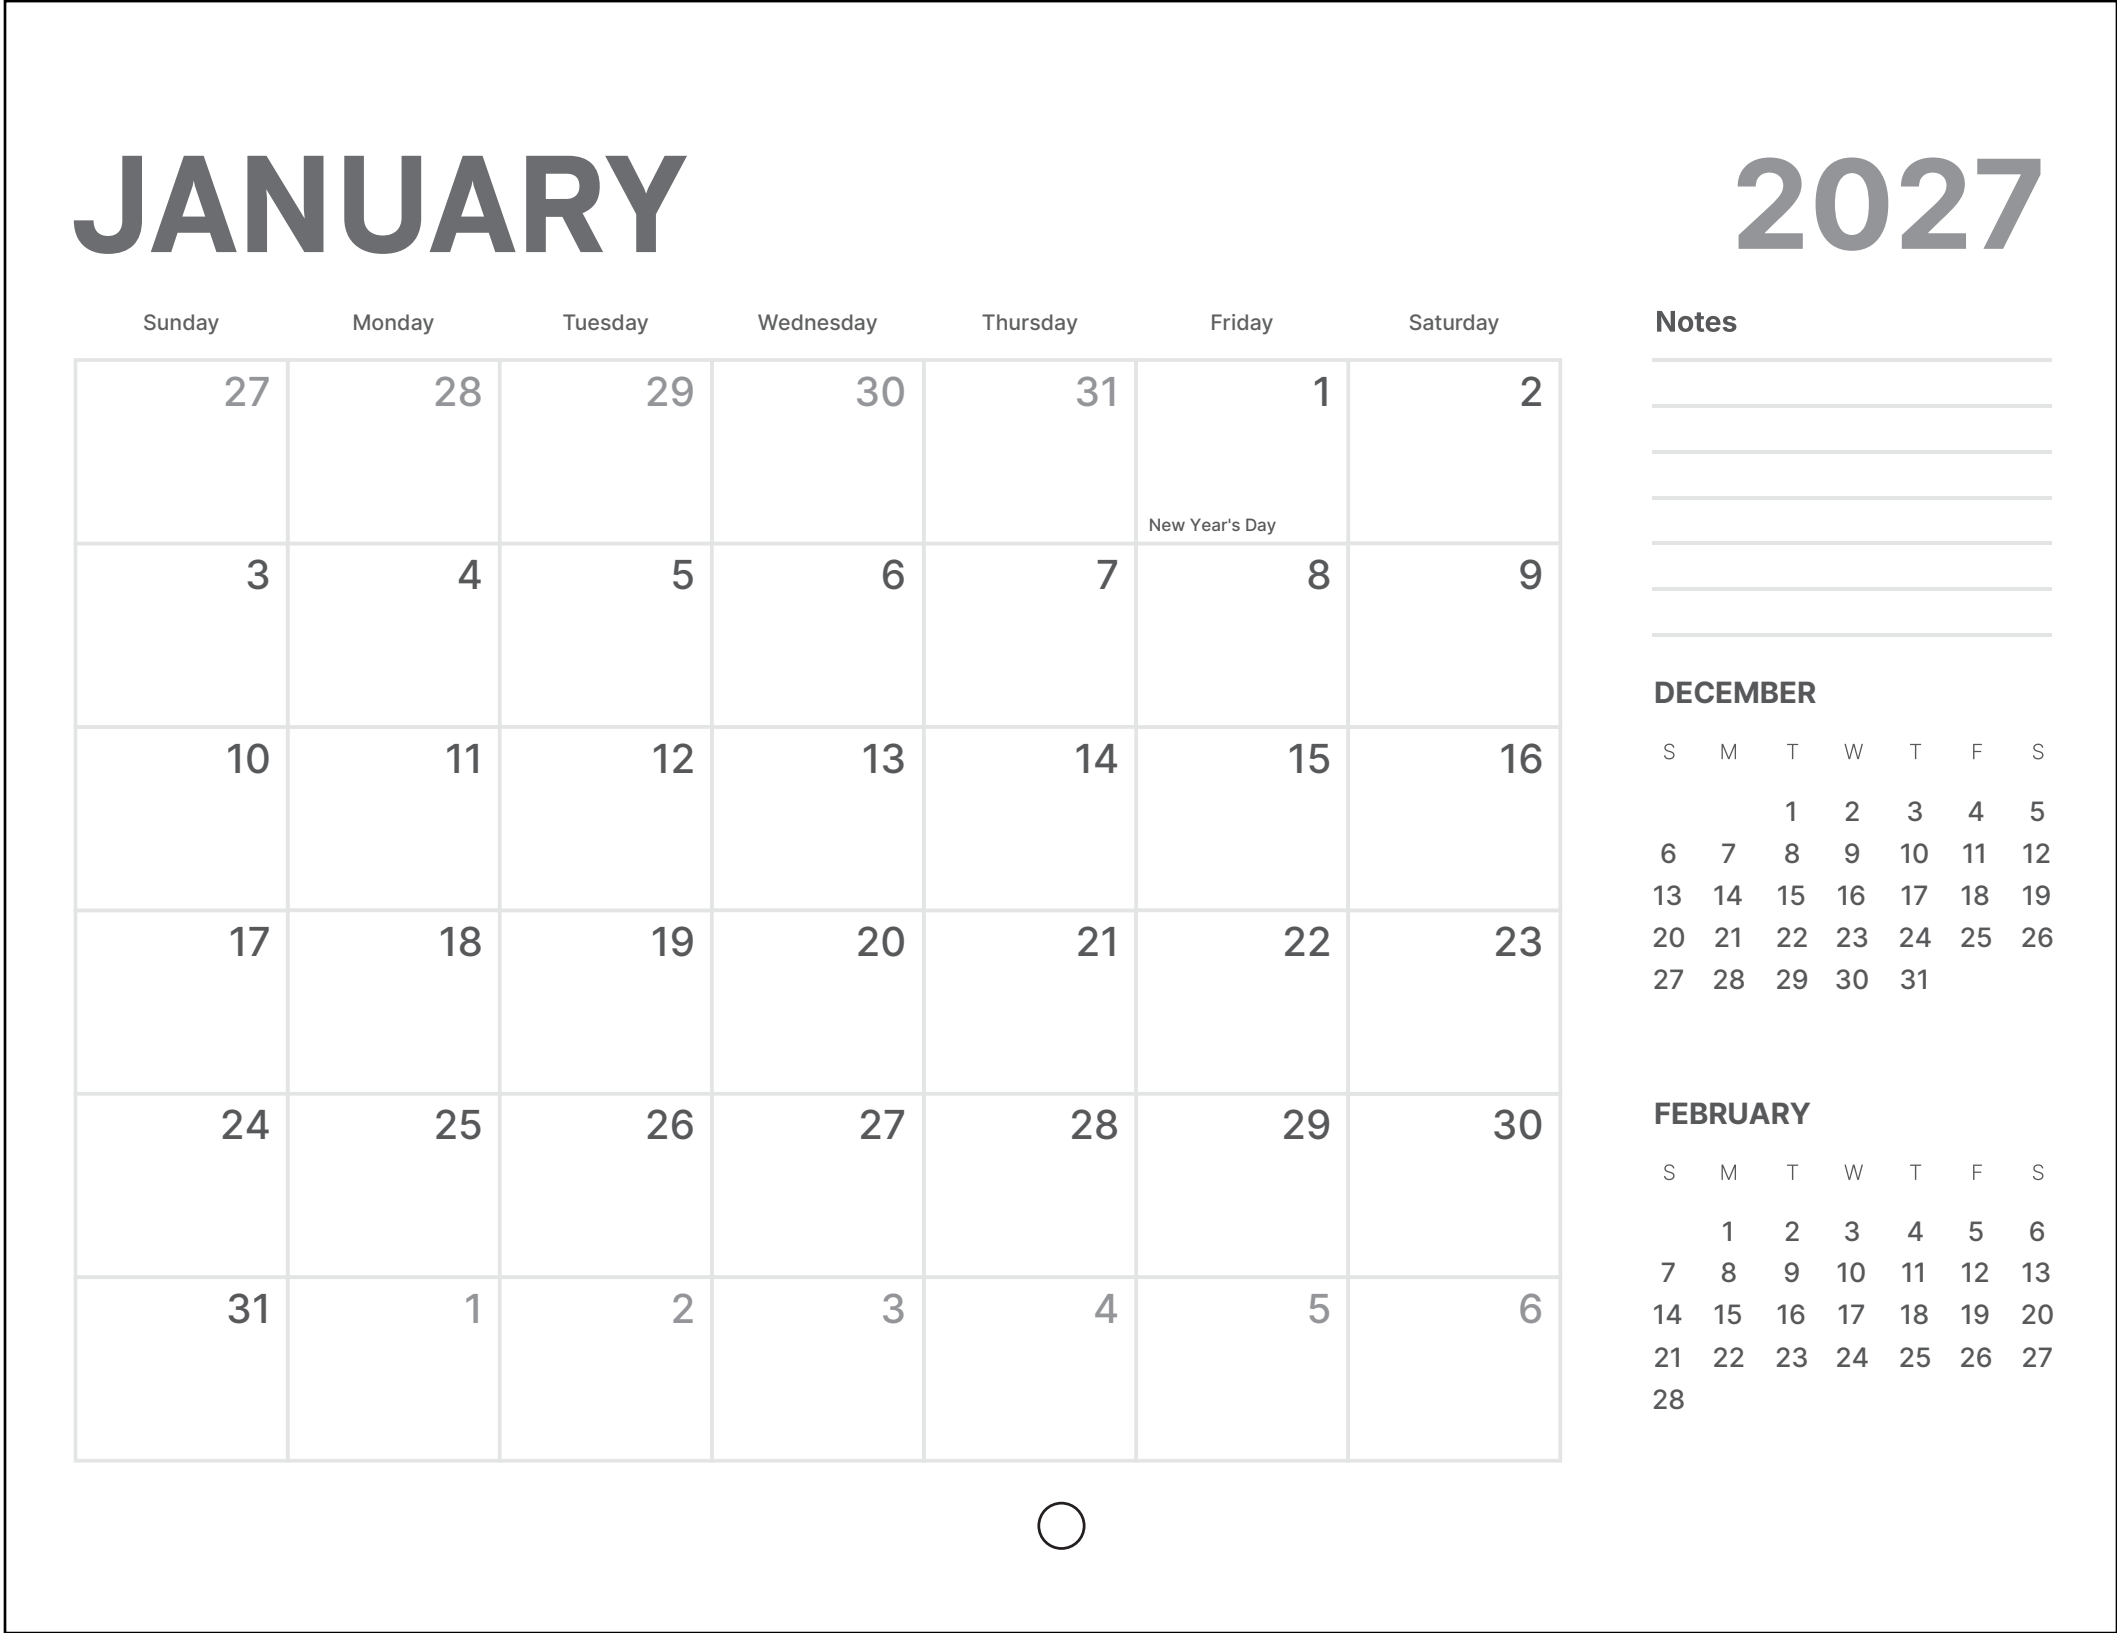 JANUARY 2027
Sunday Monday Tuesday Wednesday Thursday Friday Saturday
27 28 29 30 31 1 2
New Year's Day
3 4 5 6 7 8 9
10 11 12 13 14 15 16
17 18 19 20 21 22 23
24 25 26 27 28 29 30
31 1 2 3 4 5 6
Notes
DECEMBER
S M T W T F S
1 2 3 4 5
6 7 8 9 10 11 12
13 14 15 16 17 18 19
20 21 22 23 24 25 26
27 28 29 30 31
FEBRUARY
S M T W T F S
1 2 3 4 5 6
7 8 9 10 11 12 13
14 15 16 17 18 19 20
21 22 23 24 25 26 27
28